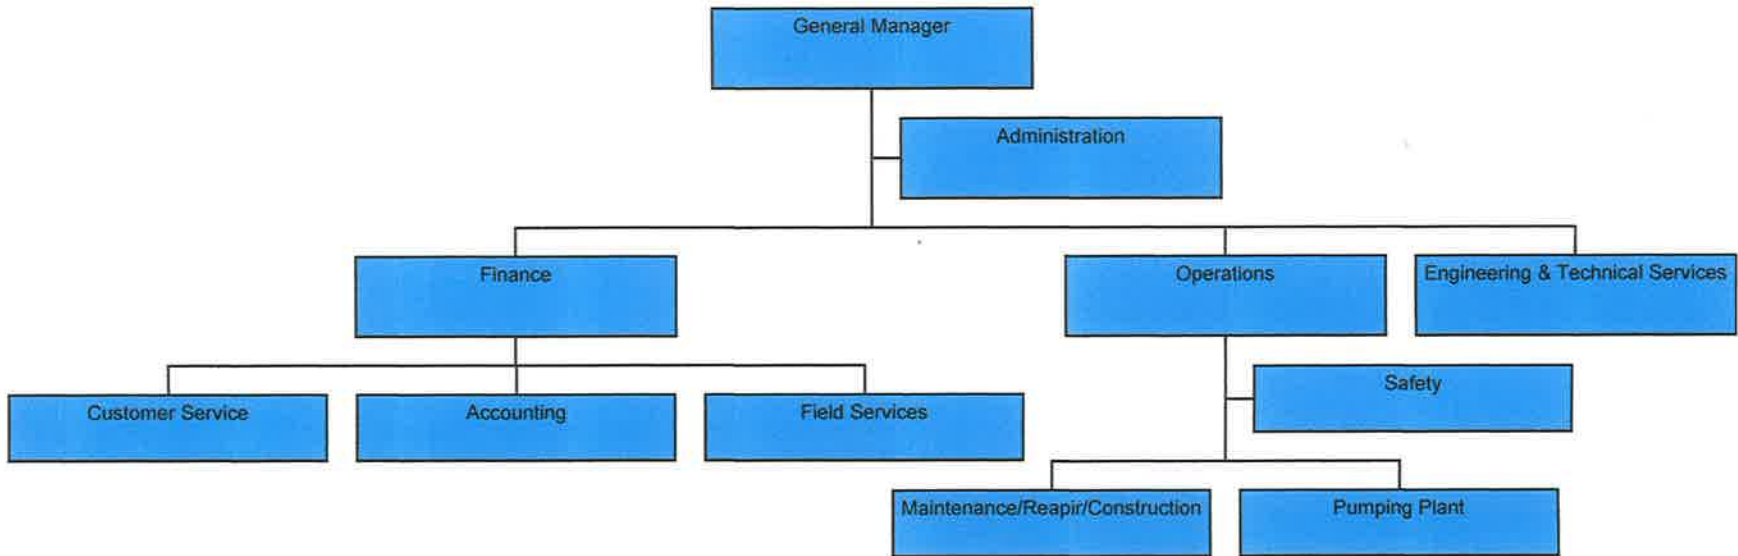 General Manager
Administration
Finance
Operations
Engineering & Technical Services
Customer Service
Accounting
Field Services
Safety
Maintenance/Reapir/Construction
Pumping Plant